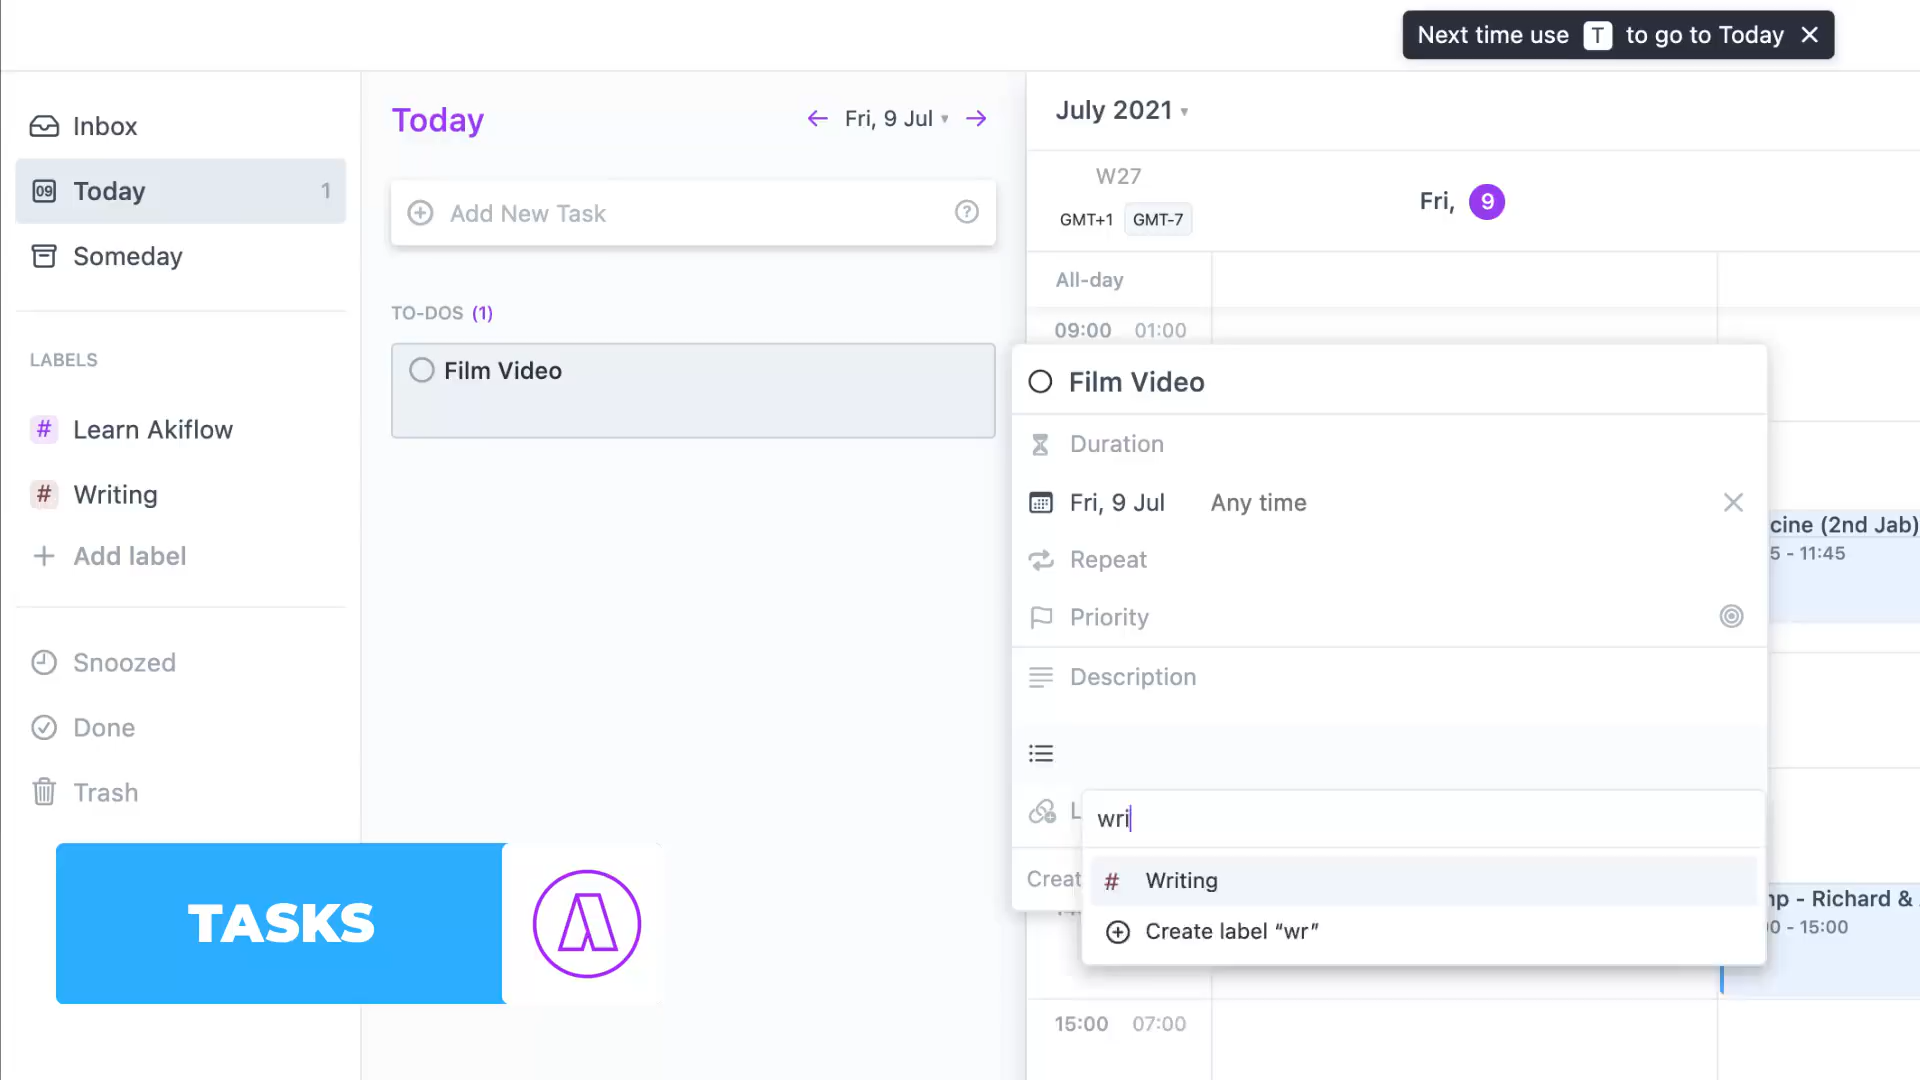 Next time use T to go to Today
Inbox
09 Today 1
Someday
LABELS
# Learn Akiflow
# Writing
Add label
Snoozed
Done
Trash
TASKS
Today
Fri, 9 Jul
Add New Task
TO-DOS (1)
Film Video
July 2021
W27
GMT+1 GMT-7
Fri, 9
All-day
09:00 01:00
Film Video
Duration
Fri, 9 Jul Any time
Repeat
Priority
Description
L
wri
Creat
# Writing
Create label “wr”
cine (2nd Jab)
5 - 11:45
np - Richard &
0 - 15:00
15:00 07:00